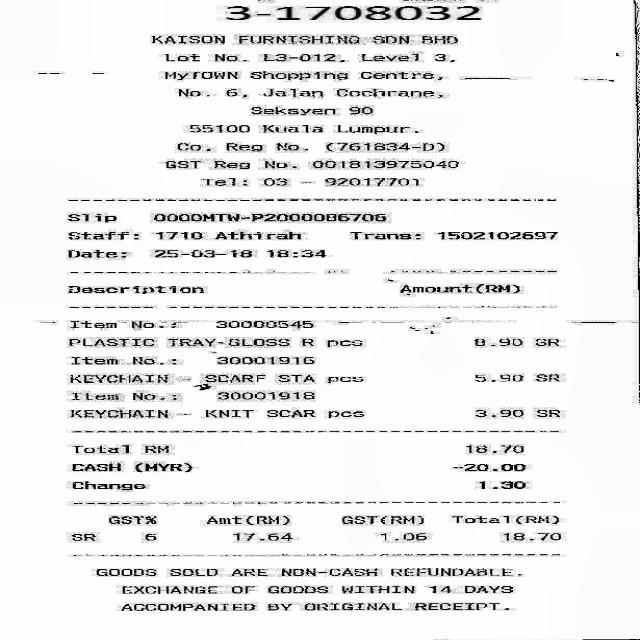 3-1708032
KAISON FURNISHING SDN BHD
Lot No. L3-012, Level 3,
MyTOWN Shopping Centre,
No. 6, Jalan Cochrane,
Seksyen 90
55100 Kuala Lumpur.
Co. Reg No. (761834-D)
GST Reg No. 001813975040
Tel: 03 - 92017701
Slip 0000MTW-P2000086706
Staff: 1710 Athirah Trans: 1502102697
Date: 25-03-18 18:34
Description Amount(RM)
Item No.: 30000545
PLASTIC TRAY-GLOSS R pcs 8.90 SR
Item No.: 30001916
KEYCHAIN - SCARF STA pcs 5.90 SR
Item No.: 30001918
KEYCHAIN - KNIT SCAR pcs 3.90 SR
Total RM 18.70
CASH (MYR) -20.00
Change 1.30
GST% Amt(RM) GST(RM) Total(RM)
SR 6 17.64 1.06 18.70
GOODS SOLD ARE NON-CASH REFUNDABLE.
EXCHANGE OF GOODS WITHIN 14 DAYS
ACCOMPANIED BY ORIGINAL RECEIPT.